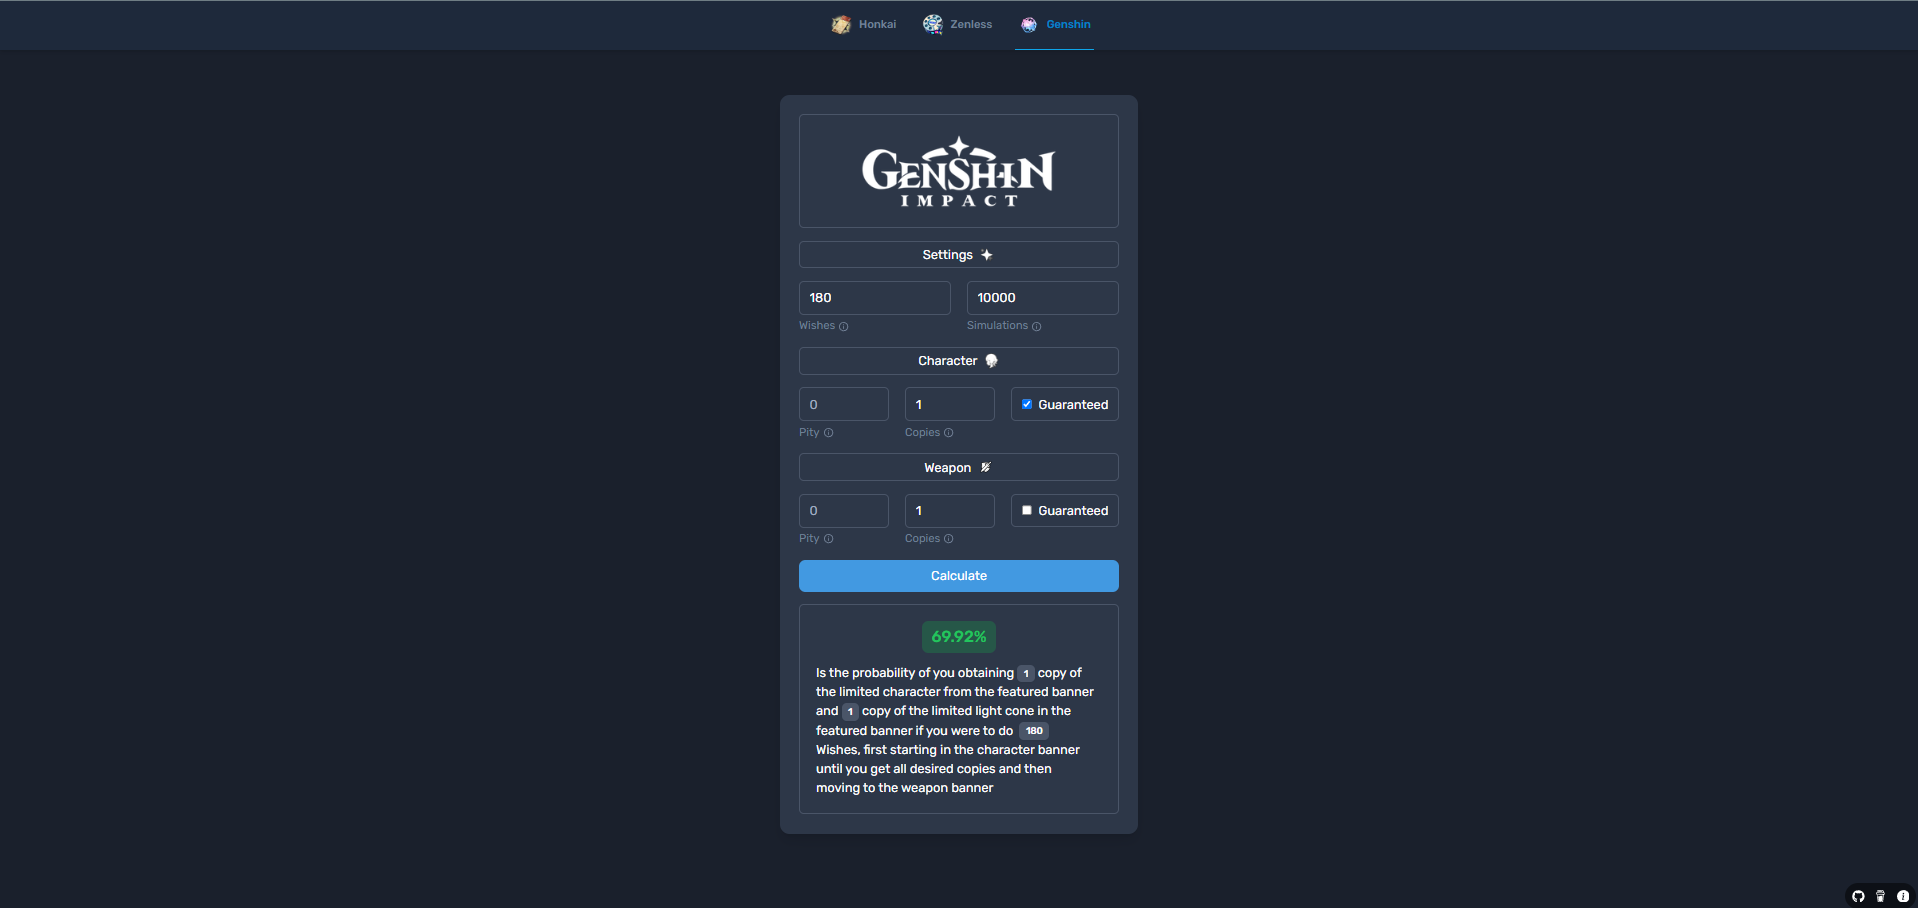 Honkai Zenless Genshin
GENSHIN
IMPACT
Settings
180 10000
Wishes Simulations
Character
0 1 Guaranteed
Pity Copies
Weapon
0 1 Guaranteed
Pity Copies
Calculate
69.92%
Is the probability of you obtaining 1 copy of
the limited character from the featured banner
and 1 copy of the limited light cone in the
featured banner if you were to do 180
Wishes, first starting in the character banner
until you get all desired copies and then
moving to the weapon banner